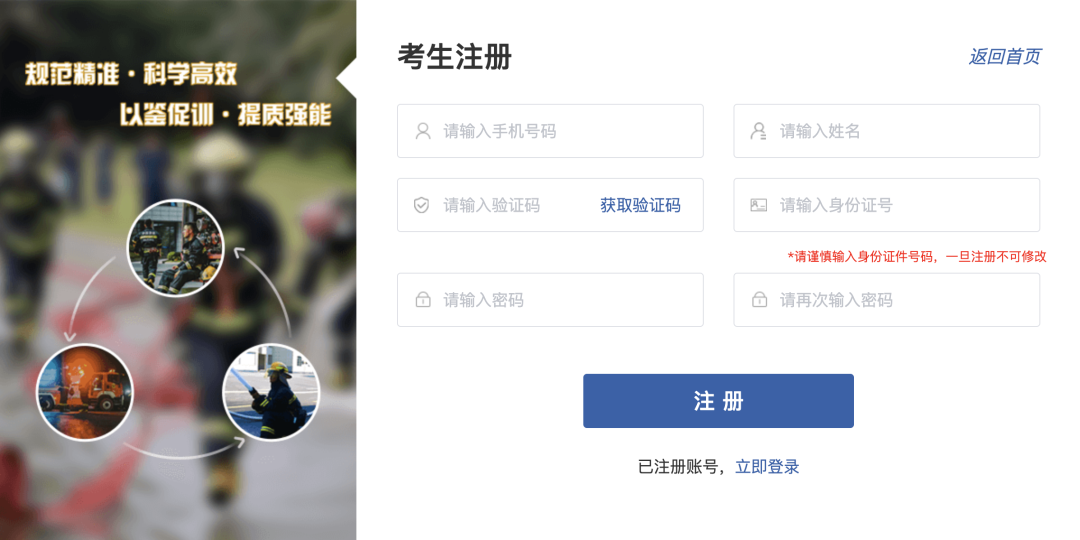 规范精准·科学高效
以鉴促训·提质强能
考生注册
返回首页
请输入手机号码
请输入姓名
请输入验证码 获取验证码
请输入身份证号
*请谨慎输入身份证件号码，一旦注册不可修改
请输入密码
请再次输入密码
注 册
已注册账号，立即登录